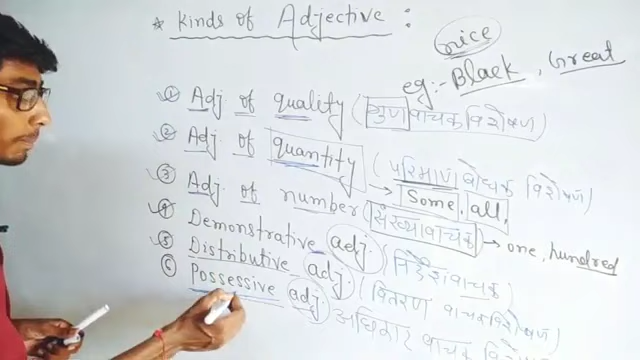 * Kinds of Adjective :
nice
eg:- Black, Great
① Adj. of quality (गुणवाचक विशेषण)
② Adj. of quantity (परिमाण बोधक विशेषण)
→ Some, all,
③ Adj. of number (संख्यावाचक → one, hundred
④ Demonstrative adj. (निर्देशवाचक)
⑤ Distributive adj. (वितरण वाचक विशेषण)
⑥ Possessive adj. अधिकार वाचक